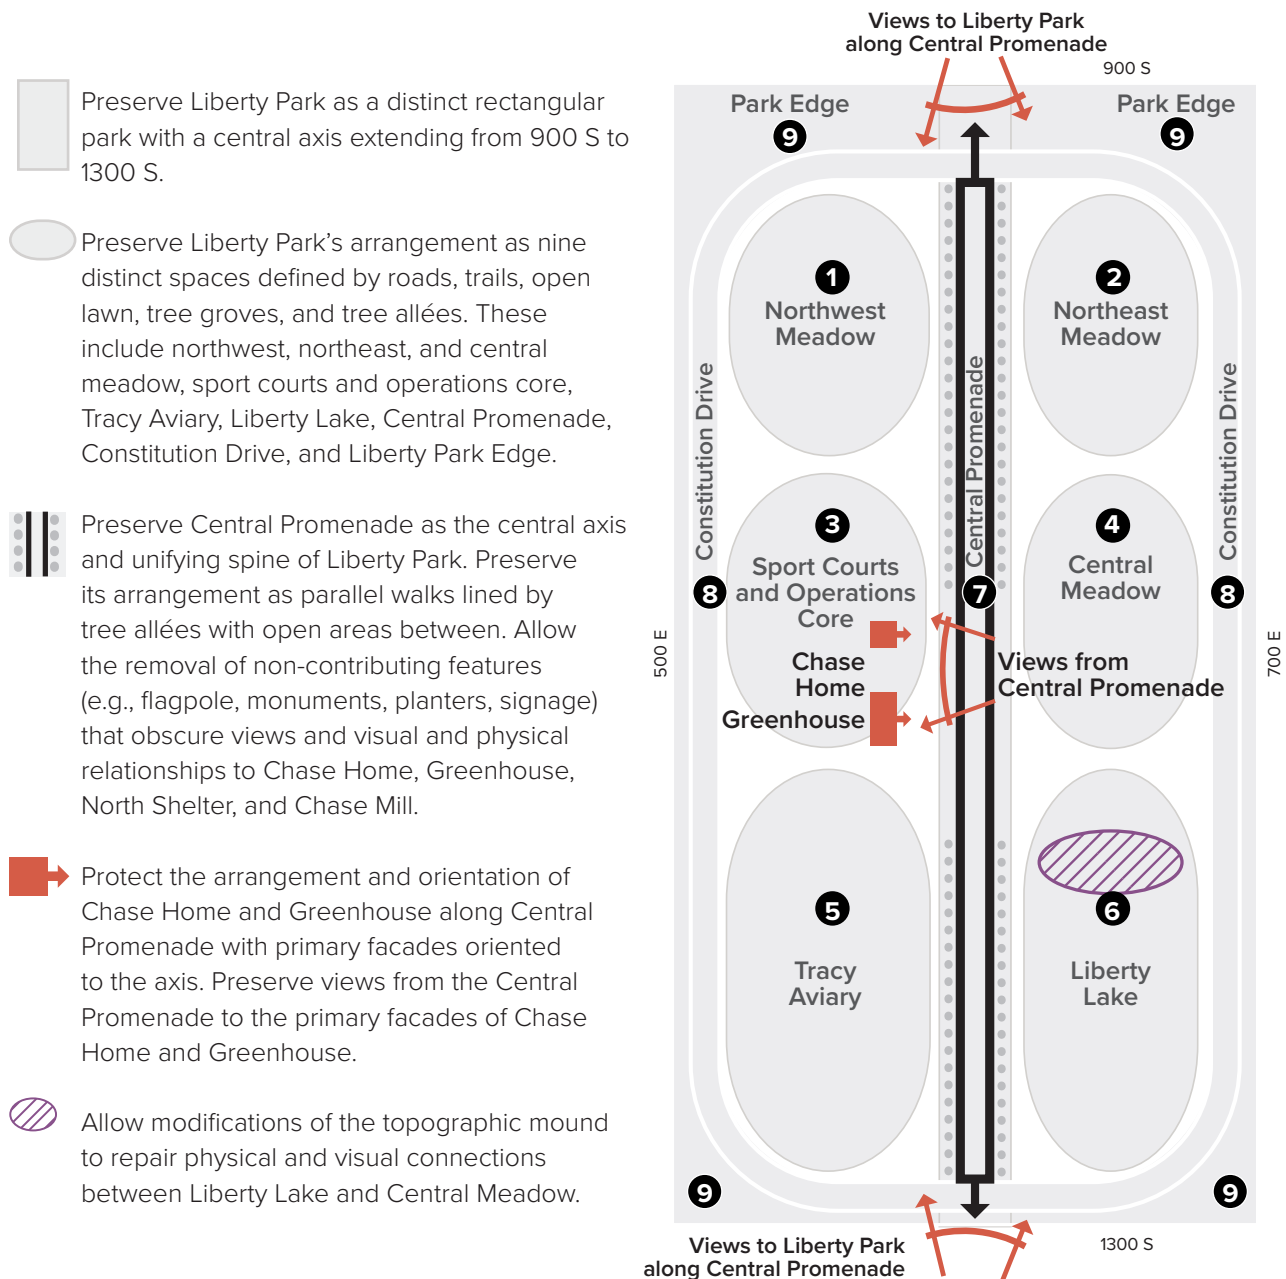 Preserve Liberty Park as a distinct rectangular
park with a central axis extending from 900 S to
1300 S.
Preserve Liberty Park’s arrangement as nine
distinct spaces defined by roads, trails, open
lawn, tree groves, and tree allées. These
include northwest, northeast, and central
meadow, sport courts and operations core,
Tracy Aviary, Liberty Lake, Central Promenade,
Constitution Drive, and Liberty Park Edge.
Preserve Central Promenade as the central axis
and unifying spine of Liberty Park. Preserve
its arrangement as parallel walks lined by
tree allées with open areas between. Allow
the removal of non-contributing features
(e.g., flagpole, monuments, planters, signage)
that obscure views and visual and physical
relationships to Chase Home, Greenhouse,
North Shelter, and Chase Mill.
Protect the arrangement and orientation of
Chase Home and Greenhouse along Central
Promenade with primary facades oriented
to the axis. Preserve views from the Central
Promenade to the primary facades of Chase
Home and Greenhouse.
Allow modifications of the topographic mound
to repair physical and visual connections
between Liberty Lake and Central Meadow.
Views to Liberty Park
along Central Promenade
900 S
Park Edge
9
Park Edge
9
1
Northwest
Meadow
2
Northeast
Meadow
Constitution Drive
Central Promenade
Constitution Drive
3
Sport Courts
and Operations
Core
4
Central
Meadow
8
7
8
500 E
700 E
Chase
Home
Greenhouse
Views from
Central Promenade
5
Tracy
Aviary
6
Liberty
Lake
9
9
1300 S
Views to Liberty Park
along Central Promenade